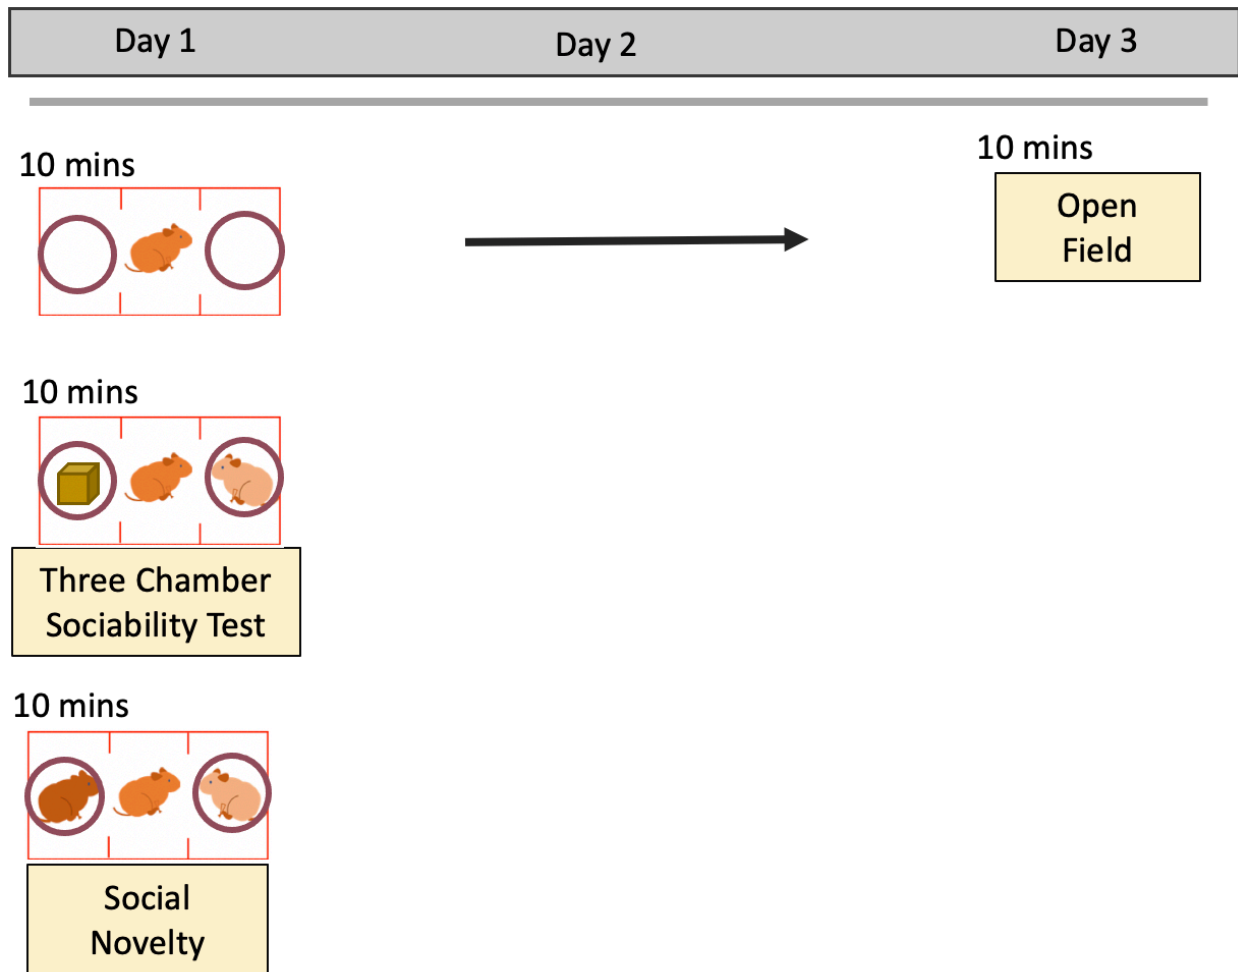 Day 1
Day 2
Day 3
10 mins
10 mins
Open
Field
10 mins
Three Chamber
Sociability Test
10 mins
Social
Novelty